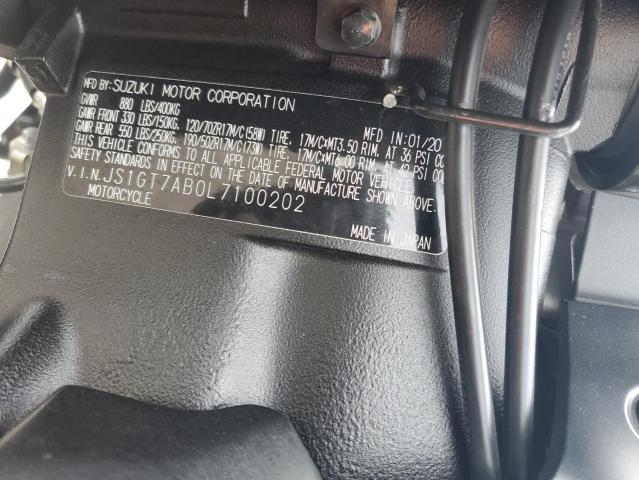 MFD BY: SUZUKI MOTOR CORPORATION
GVWR 880 LBS/400KG MFD IN:01/20
GAWR FRONT 330 LBS/150KG, 120/70ZR17M/C(58W) TIRE, 17M/CxMT3.50 RIM, AT 36 PSI CO
GAWR REAR 550 LBS/250KG, 190/50ZR17M/C(73W) TIRE, 17M/CxMT6.00 RIM, AT 42 PSI CO
THIS VEHICLE CONFORMS TO ALL APPLICABLE FEDERAL MOTOR VEHICLE
SAFETY STANDARDS IN EFFECT ON THE DATE OF MANUFACTURE SHOWN ABOVE.
V.I.N. JS1GT7AB0L7100202
MOTORCYCLE
MADE IN JAPAN